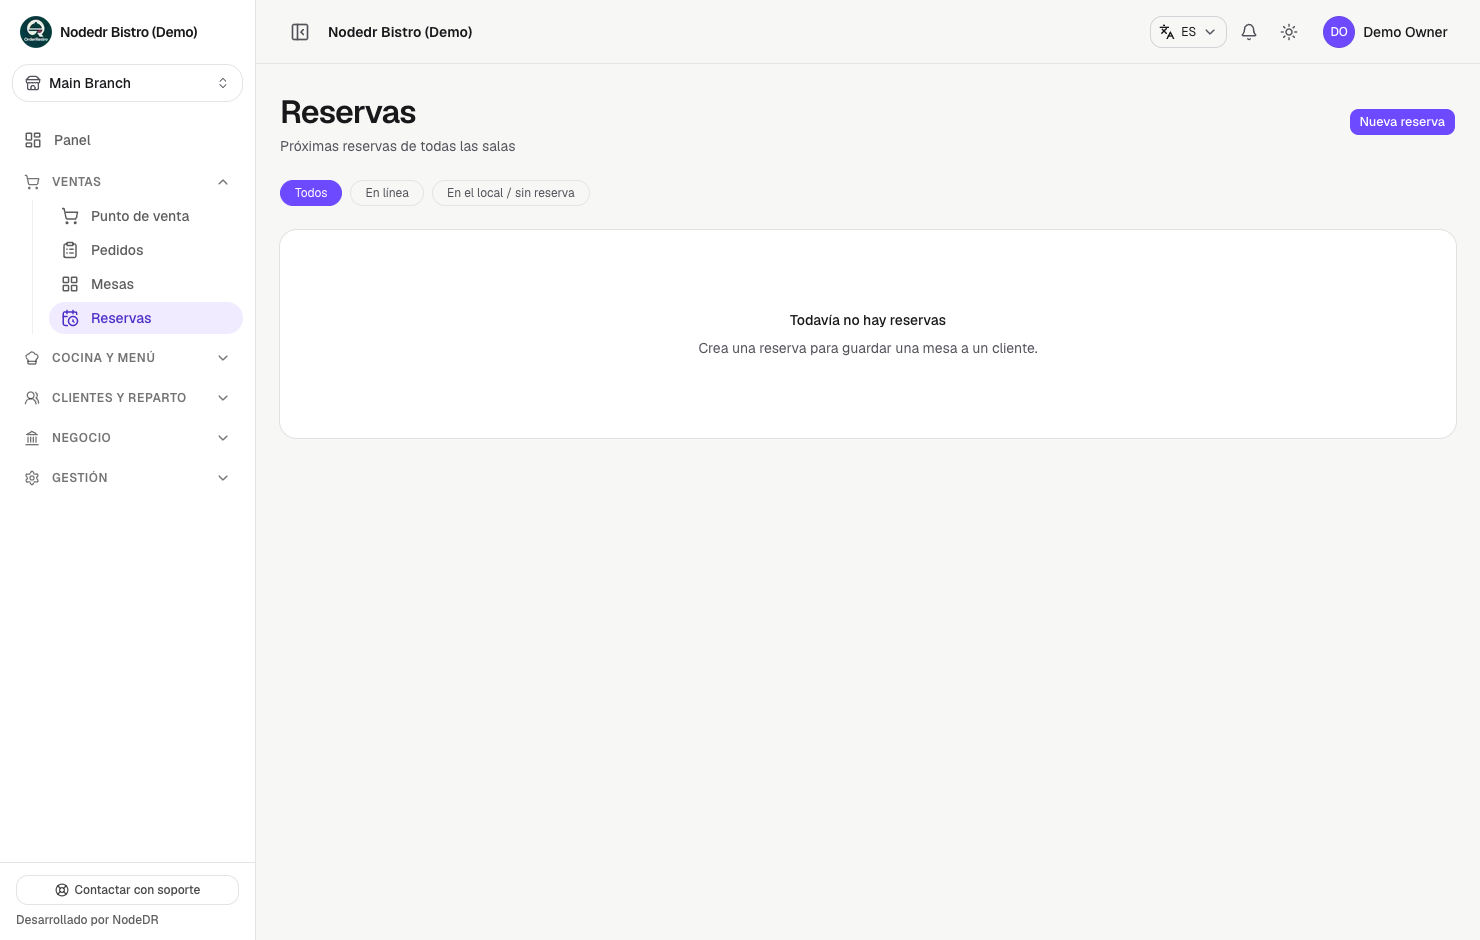 Nodedr Bistro (Demo)
Main Branch
Panel
VENTAS
Punto de venta
Pedidos
Mesas
Reservas
COCINA Y MENÚ
CLIENTES Y REPARTO
NEGOCIO
GESTIÓN
Contactar con soporte
Desarrollado por NodeDR
Nodedr Bistro (Demo)
ES
DO
Demo Owner
Reservas
Próximas reservas de todas las salas
Nueva reserva
Todos
En línea
En el local / sin reserva
Todavía no hay reservas
Crea una reserva para guardar una mesa a un cliente.